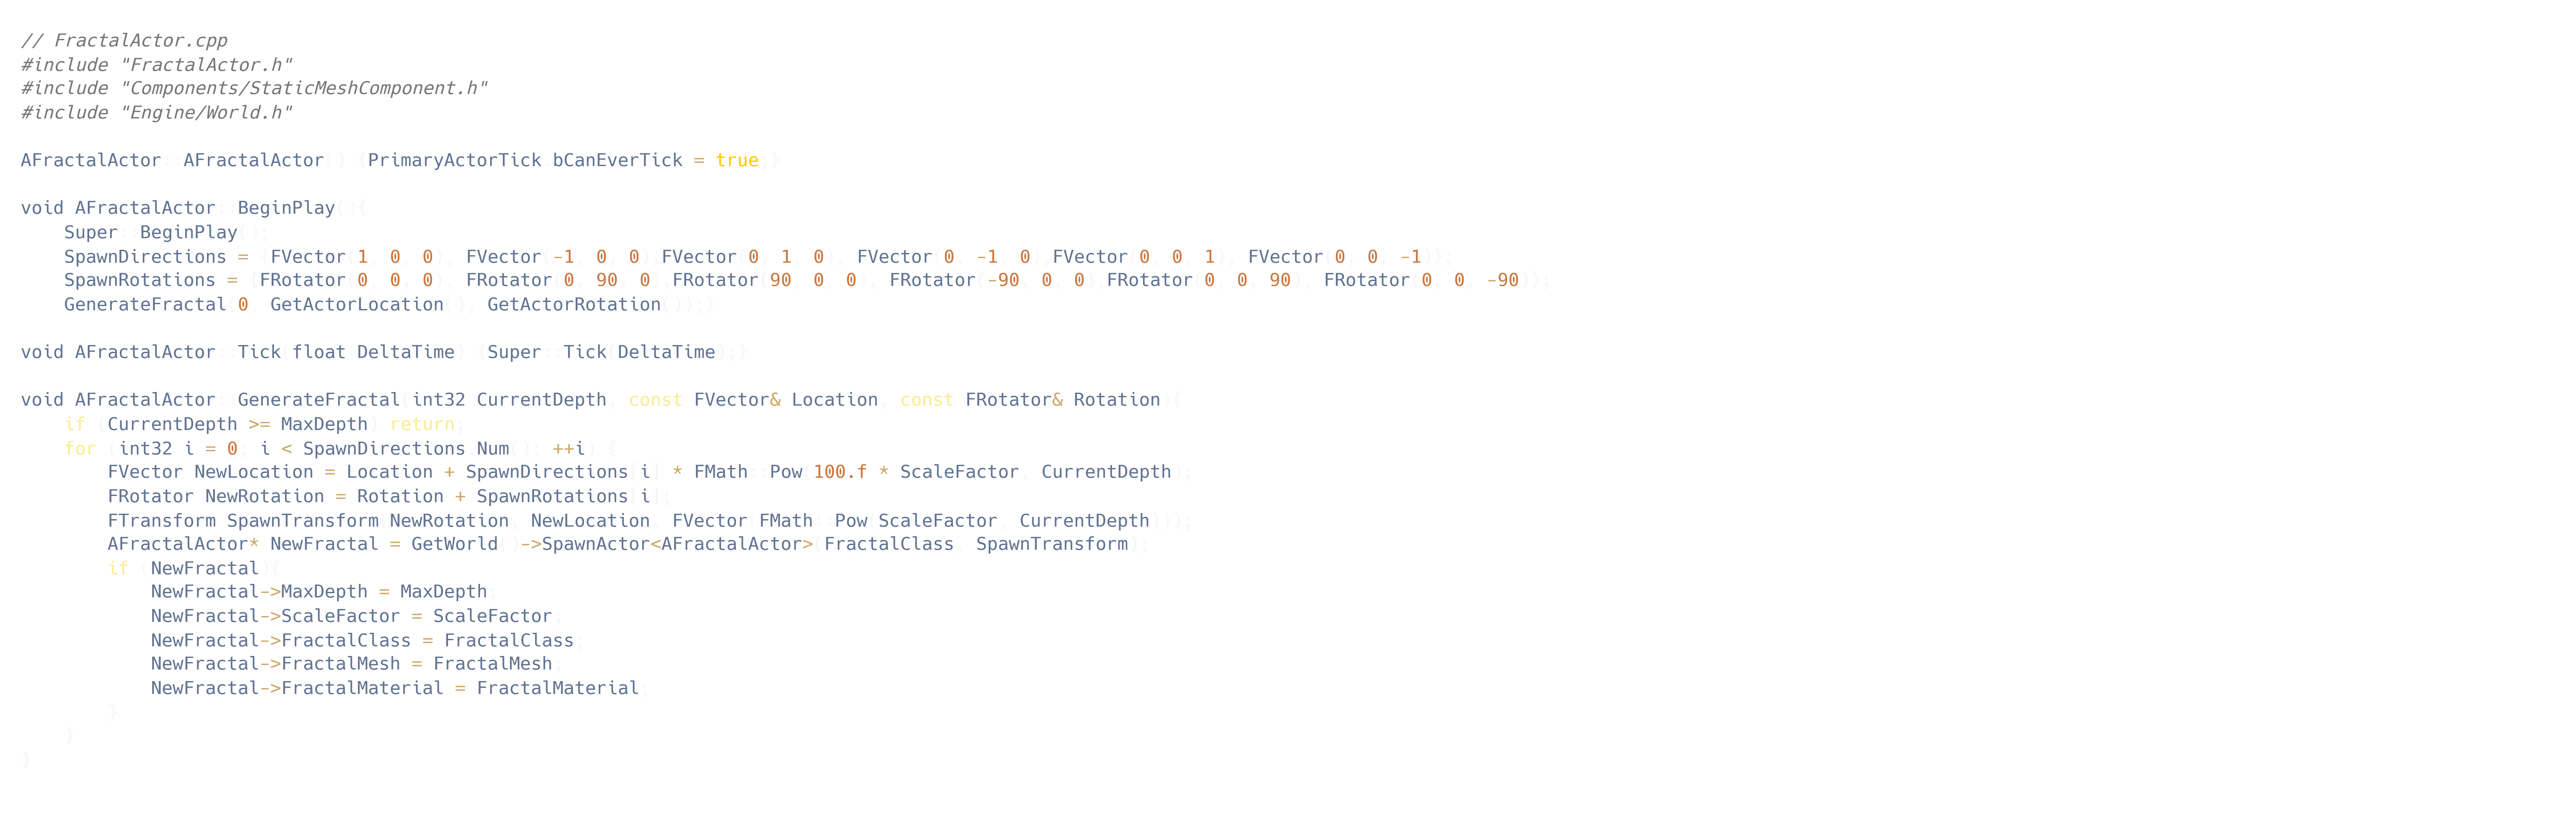 // FractalActor.cpp
#include "FractalActor.h"
#include "Components/StaticMeshComponent.h"
#include "Engine/World.h"
AFractalActor::AFractalActor() {PrimaryActorTick.bCanEverTick = true;}
void AFractalActor::BeginPlay(){
Super::BeginPlay();
SpawnDirections = {FVector(1, 0, 0), FVector(-1, 0, 0),FVector(0, 1, 0), FVector(0, -1, 0),FVector(0, 0, 1), FVector(0, 0, -1)};
SpawnRotations = {FRotator(0, 0, 0), FRotator(0, 90, 0),FRotator(90, 0, 0), FRotator(-90, 0, 0),FRotator(0, 0, 90), FRotator(0, 0, -90)};
GenerateFractal(0, GetActorLocation(), GetActorRotation());}
void AFractalActor::Tick(float DeltaTime) {Super::Tick(DeltaTime);}
void AFractalActor::GenerateFractal(int32 CurrentDepth, const FVector& Location, const FRotator& Rotation){
if (CurrentDepth >= MaxDepth) return;
for (int32 i = 0; i < SpawnDirections.Num(); ++i) {
FVector NewLocation = Location + SpawnDirections[i] * FMath::Pow(100.f * ScaleFactor, CurrentDepth);
FRotator NewRotation = Rotation + SpawnRotations[i];
FTransform SpawnTransform(NewRotation, NewLocation, FVector(FMath::Pow(ScaleFactor, CurrentDepth)));
AFractalActor* NewFractal = GetWorld()->SpawnActor<AFractalActor>(FractalClass, SpawnTransform);
if (NewFractal){
NewFractal->MaxDepth = MaxDepth;
NewFractal->ScaleFactor = ScaleFactor;
NewFractal->FractalClass = FractalClass;
NewFractal->FractalMesh = FractalMesh;
NewFractal->FractalMaterial = FractalMaterial;
}
}
}